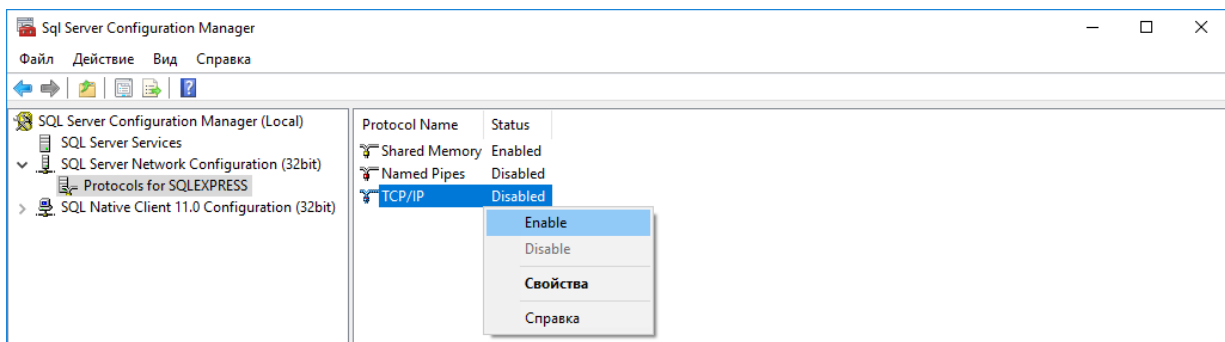 Sql Server Configuration Manager
Файл Действие Вид Справка
SQL Server Configuration Manager (Local)
SQL Server Services
SQL Server Network Configuration (32bit)
Protocols for SQLEXPRESS
SQL Native Client 11.0 Configuration (32bit)
Protocol Name Status
Shared Memory Enabled
Named Pipes Disabled
TCP/IP Disabled
Enable
Disable
Свойства
Справка